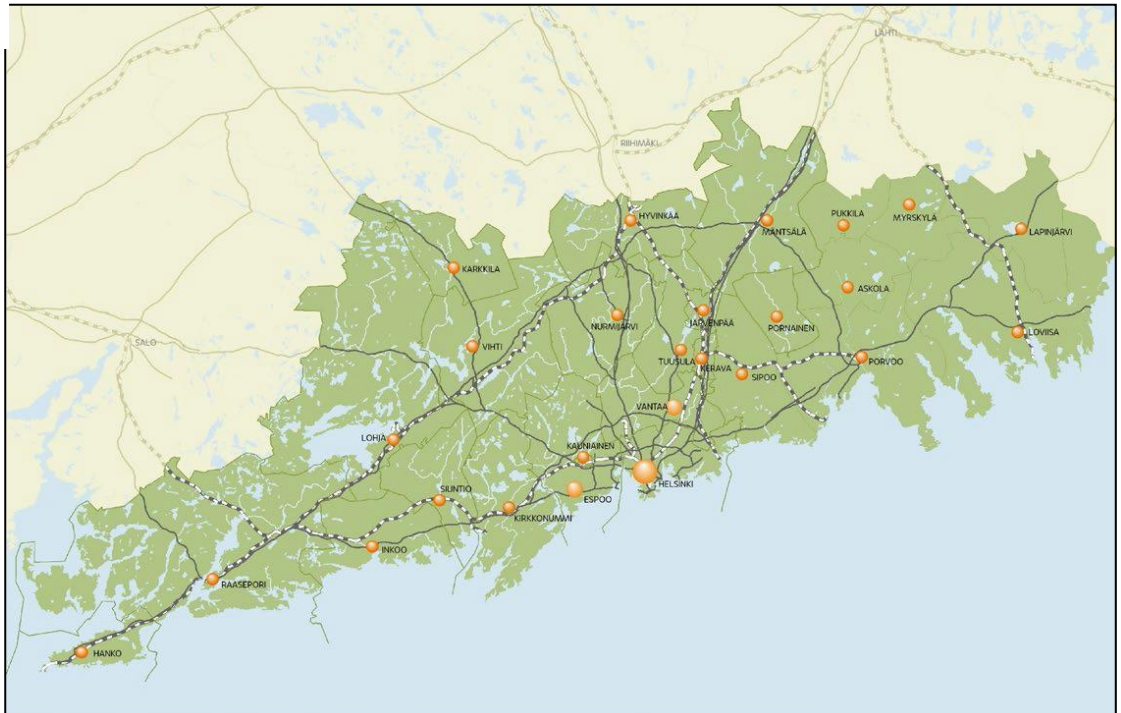 LAHTI
RIIHIMÄKI
HYVINKÄÄ
MÄNTSÄLÄ
PUKKILA
MYRSKYLÄ
LAPINJÄRVI
KARKKILA
ASKOLA
NURMIJÄRVI
JÄRVENPÄÄ
PORNAINEN
LOVIISA
SALO
VIHTI
TUUSULA
KERAVA
SIPOO
PORVOO
VANTAA
LOHJA
KAUNIAINEN
HELSINKI
SIUNTIO
ESPOO
KIRKKONUMMI
INKOO
RAASEPORI
HANKO